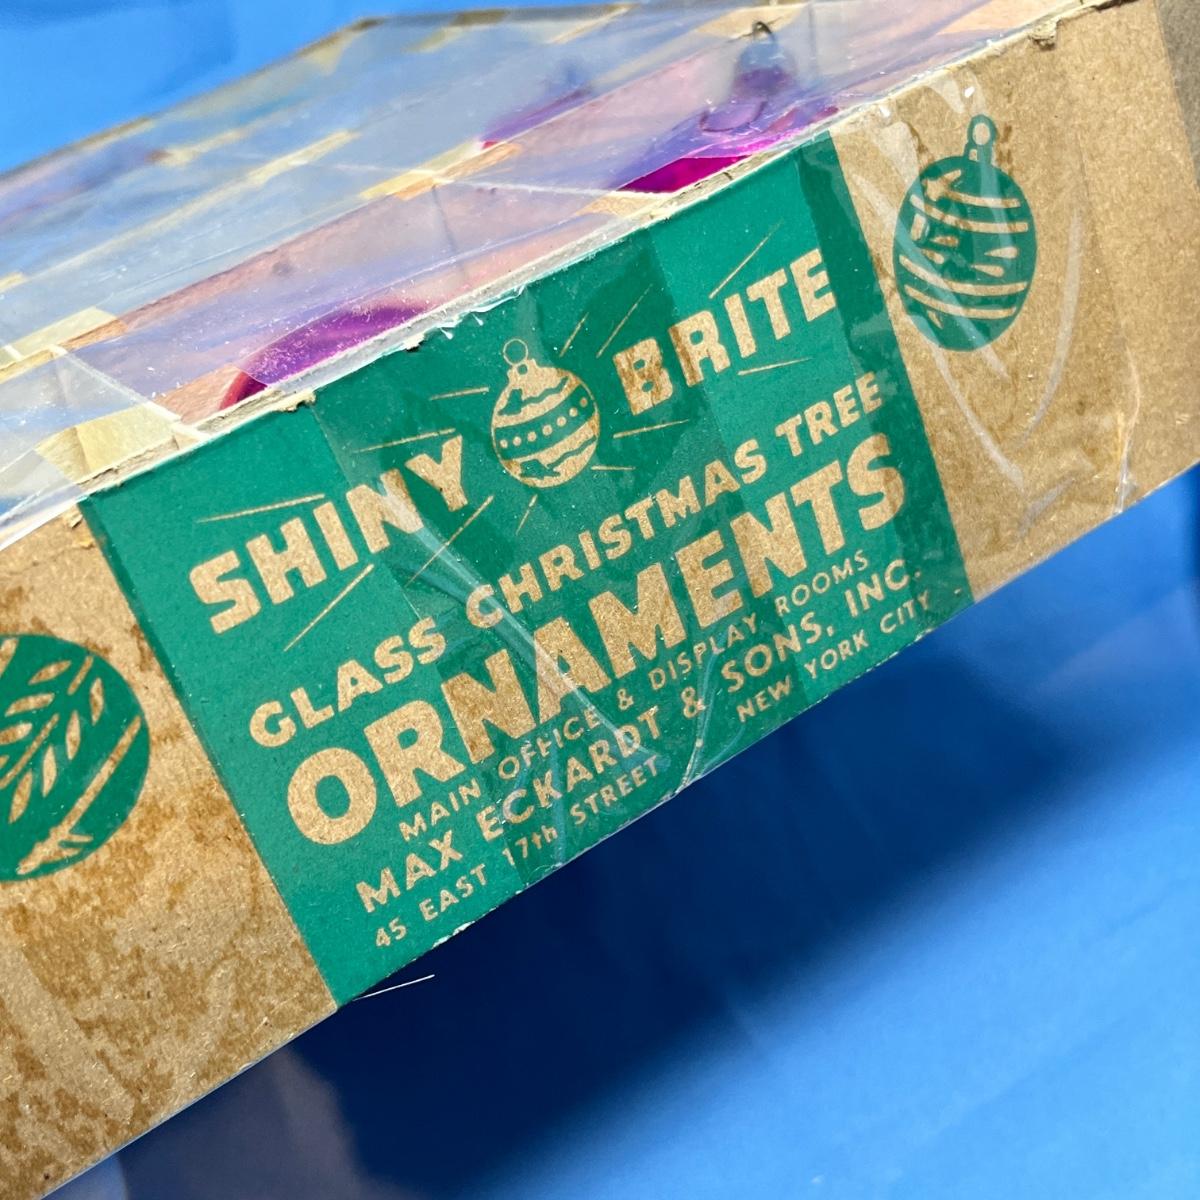 SHINY BRITE
GLASS CHRISTMAS TREE
ORNAMENTS
MAIN OFFICE & DISPLAY ROOMS
MAX ECKARDT & SONS, INC.
45 EAST 17th STREET - NEW YORK CITY -